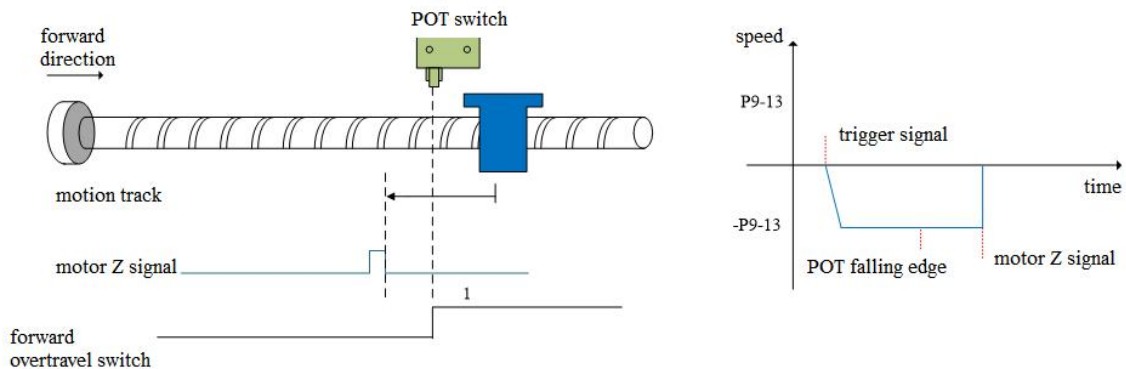 POT switch
forward
direction
motion track
motor Z signal
1
forward
overtravel switch
speed
P9-13
trigger signal
time
-P9-13
POT falling edge
motor Z signal